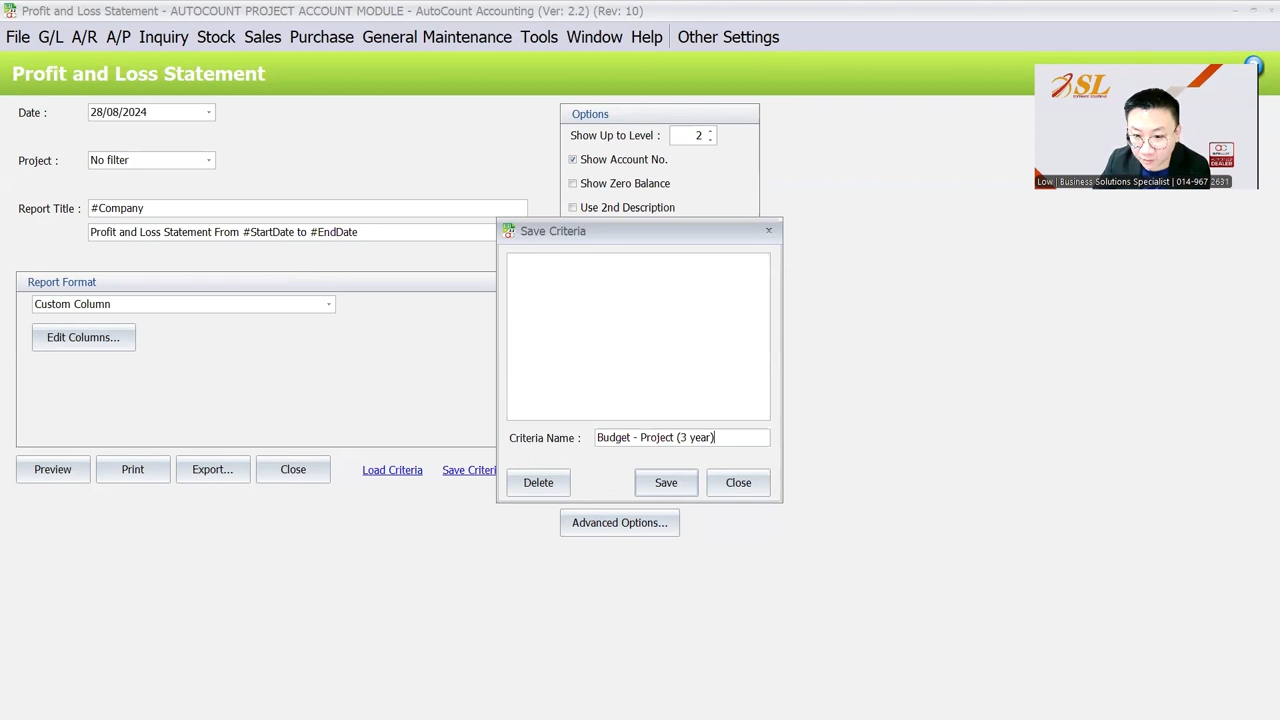 Profit and Loss Statement - AUTOCOUNT PROJECT ACCOUNT MODULE - AutoCount Accounting (Ver: 2.2) (Rev: 10)
File G/L A/R A/P Inquiry Stock Sales Purchase General Maintenance Tools Window Help Other Settings
Profit and Loss Statement
Date : 28/08/2024
Project : No filter
Report Title : #Company
Profit and Loss Statement From #StartDate to #EndDate
Options
Show Up to Level : 2
Show Account No.
Show Zero Balance
Use 2nd Description
Report Format
Custom Column
Edit Columns...
Preview Print Export... Close Load Criteria Save Criteri
Save Criteria
Criteria Name : Budget - Project (3 year)
Delete Save Close
Advanced Options...
SL
DEALER
Low | Business Solutions Specialist | 014-967 2631